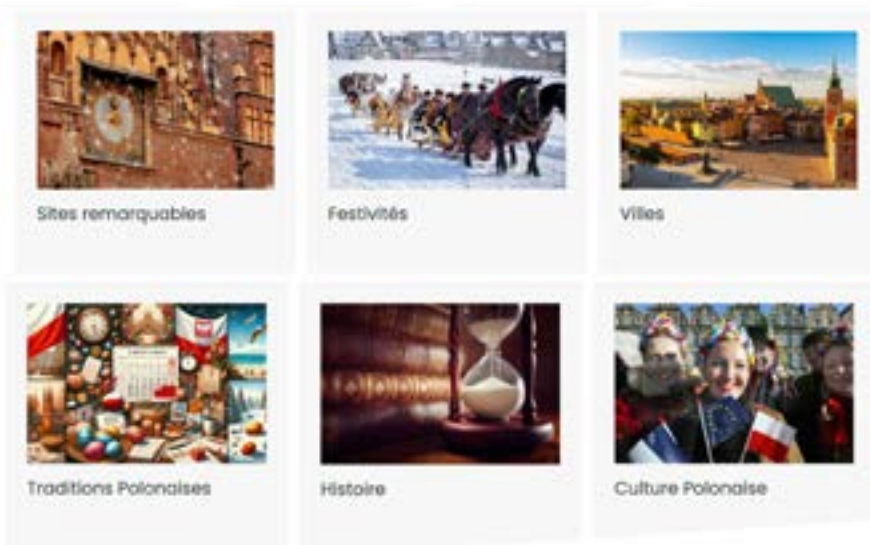 Sites remarquables
Festivités
Villes
Traditions Polonaises
Histoire
Culture Polonaise